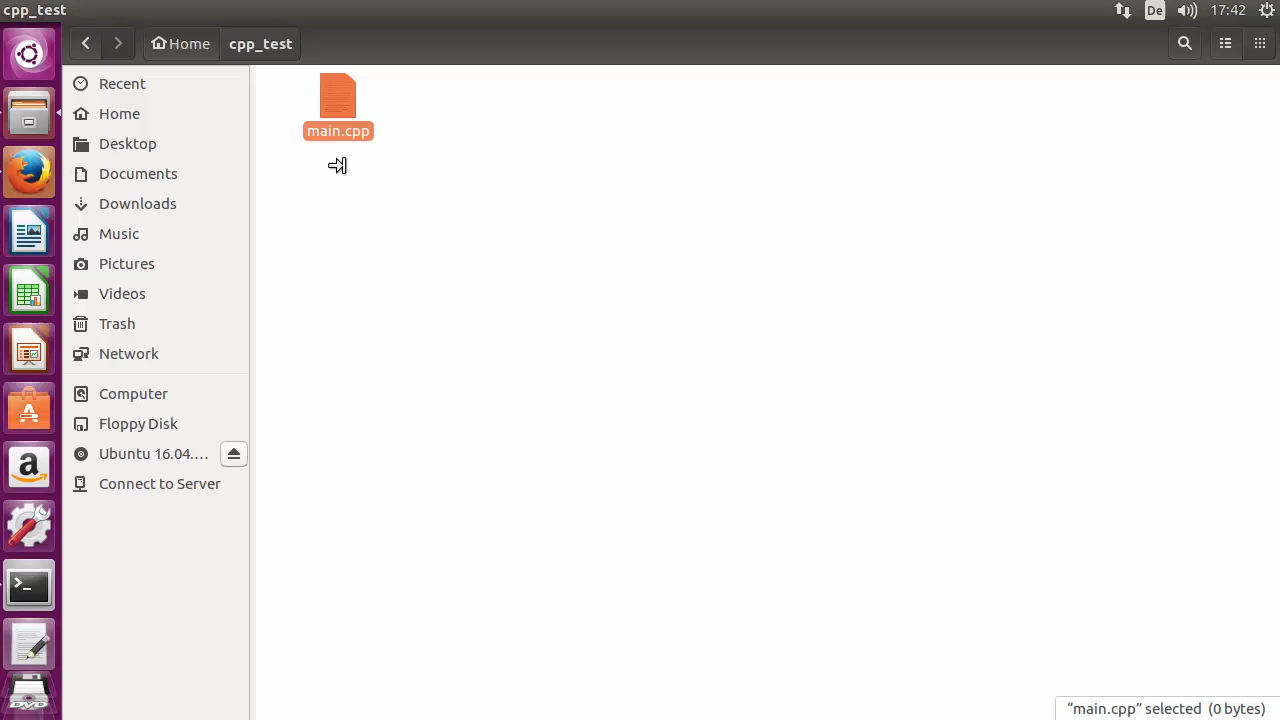 cpp_test
De
17:42
Home
cpp_test
Recent
Home
Desktop
Documents
Downloads
Music
Pictures
Videos
Trash
Network
Computer
Floppy Disk
Ubuntu 16.04....
Connect to Server
main.cpp
a
A
>_
DVD
“main.cpp” selected (0 bytes)